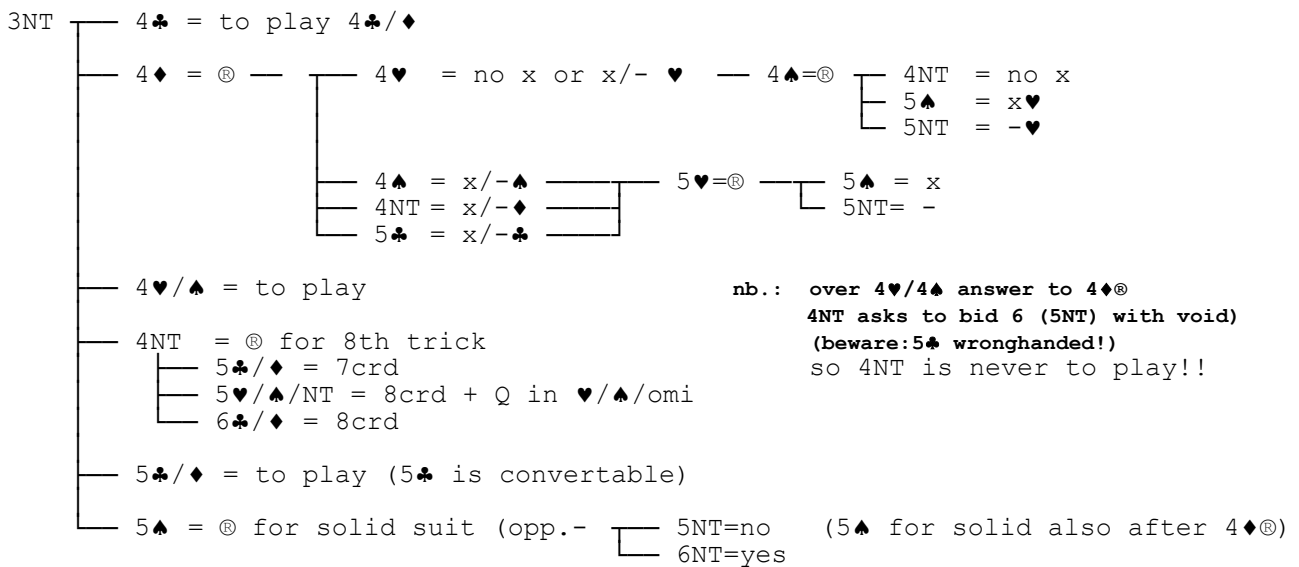 3NT 4♣ = to play 4♣/♦
4♦ = ® 4♥ = no x or x/- ♥ 4♠=® 4NT = no x
5♠ = x♥
5NT = -♥
4♠ = x/-♠ 5♥=® 5♠ = x
4NT = x/-♦ 5NT= -
5♣ = x/-♣
4♥/♠ = to play nb.: over 4♥/4♠ answer to 4♦®
4NT asks to bid 6 (5NT) with void)
4NT = ® for 8th trick (beware:5♣ wronghanded!)
5♣/♦ = 7crd so 4NT is never to play!!
5♥/♠/NT = 8crd + Q in ♥/♠/omi
6♣/♦ = 8crd
5♣/♦ = to play (5♣ is convertable)
5♠ = ® for solid suit (opp.- 5NT=no (5♠ for solid also after 4♦®)
6NT=yes